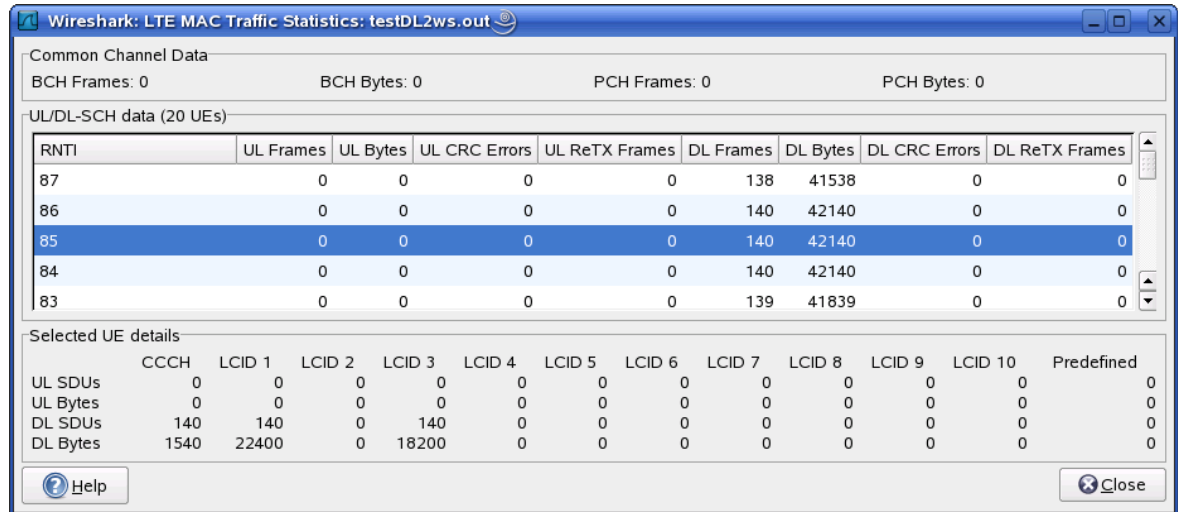 Wireshark: LTE MAC Traffic Statistics: testDL2ws.out
Common Channel Data
BCH Frames: 0 BCH Bytes: 0 PCH Frames: 0 PCH Bytes: 0
UL/DL-SCH data (20 UEs)
RNTI UL Frames UL Bytes UL CRC Errors UL ReTX Frames DL Frames DL Bytes DL CRC Errors DL ReTX Frames
87 0 0 0 0 138 41538 0 0
86 0 0 0 0 140 42140 0 0
85 0 0 0 0 140 42140 0 0
84 0 0 0 0 140 42140 0 0
83 0 0 0 0 139 41839 0 0
Selected UE details
CCCH LCID 1 LCID 2 LCID 3 LCID 4 LCID 5 LCID 6 LCID 7 LCID 8 LCID 9 LCID 10 Predefined
UL SDUs 0 0 0 0 0 0 0 0 0 0 0 0
UL Bytes 0 0 0 0 0 0 0 0 0 0 0 0
DL SDUs 140 140 0 140 0 0 0 0 0 0 0 0
DL Bytes 1540 22400 0 18200 0 0 0 0 0 0 0 0
Help Close